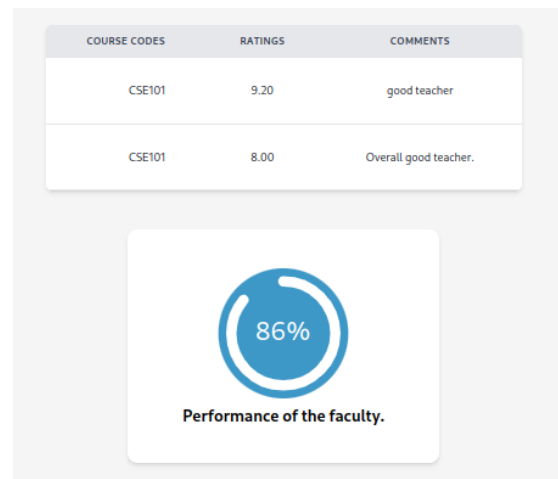 COURSE CODES RATINGS COMMENTS
CSE101 9.20 good teacher
CSE101 8.00 Overall good teacher.
86%
Performance of the faculty.